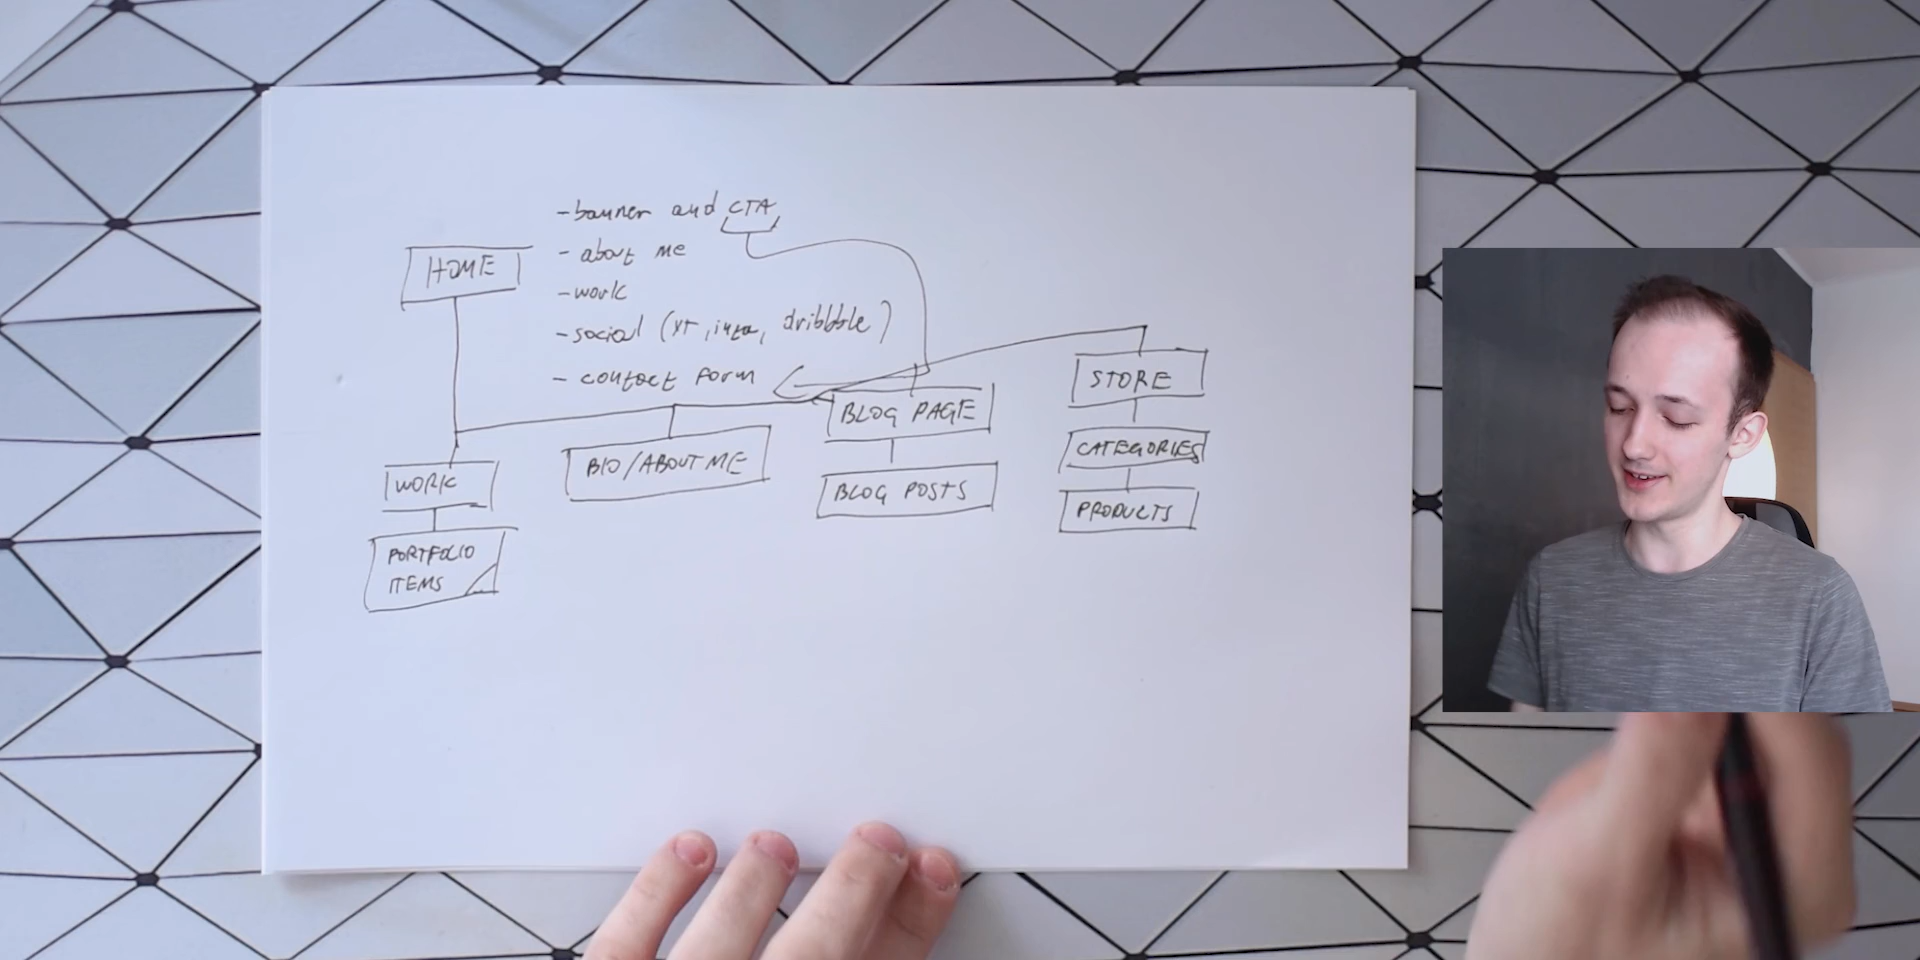 - banner and CTA
HOME
- about me
- work
- social (YT, insta, dribbble)
- contact form
WORK
PORTFOLIO
ITEMS
BIO/ABOUT ME
BLOG PAGE
BLOG POSTS
STORE
CATEGORIES
PRODUCTS